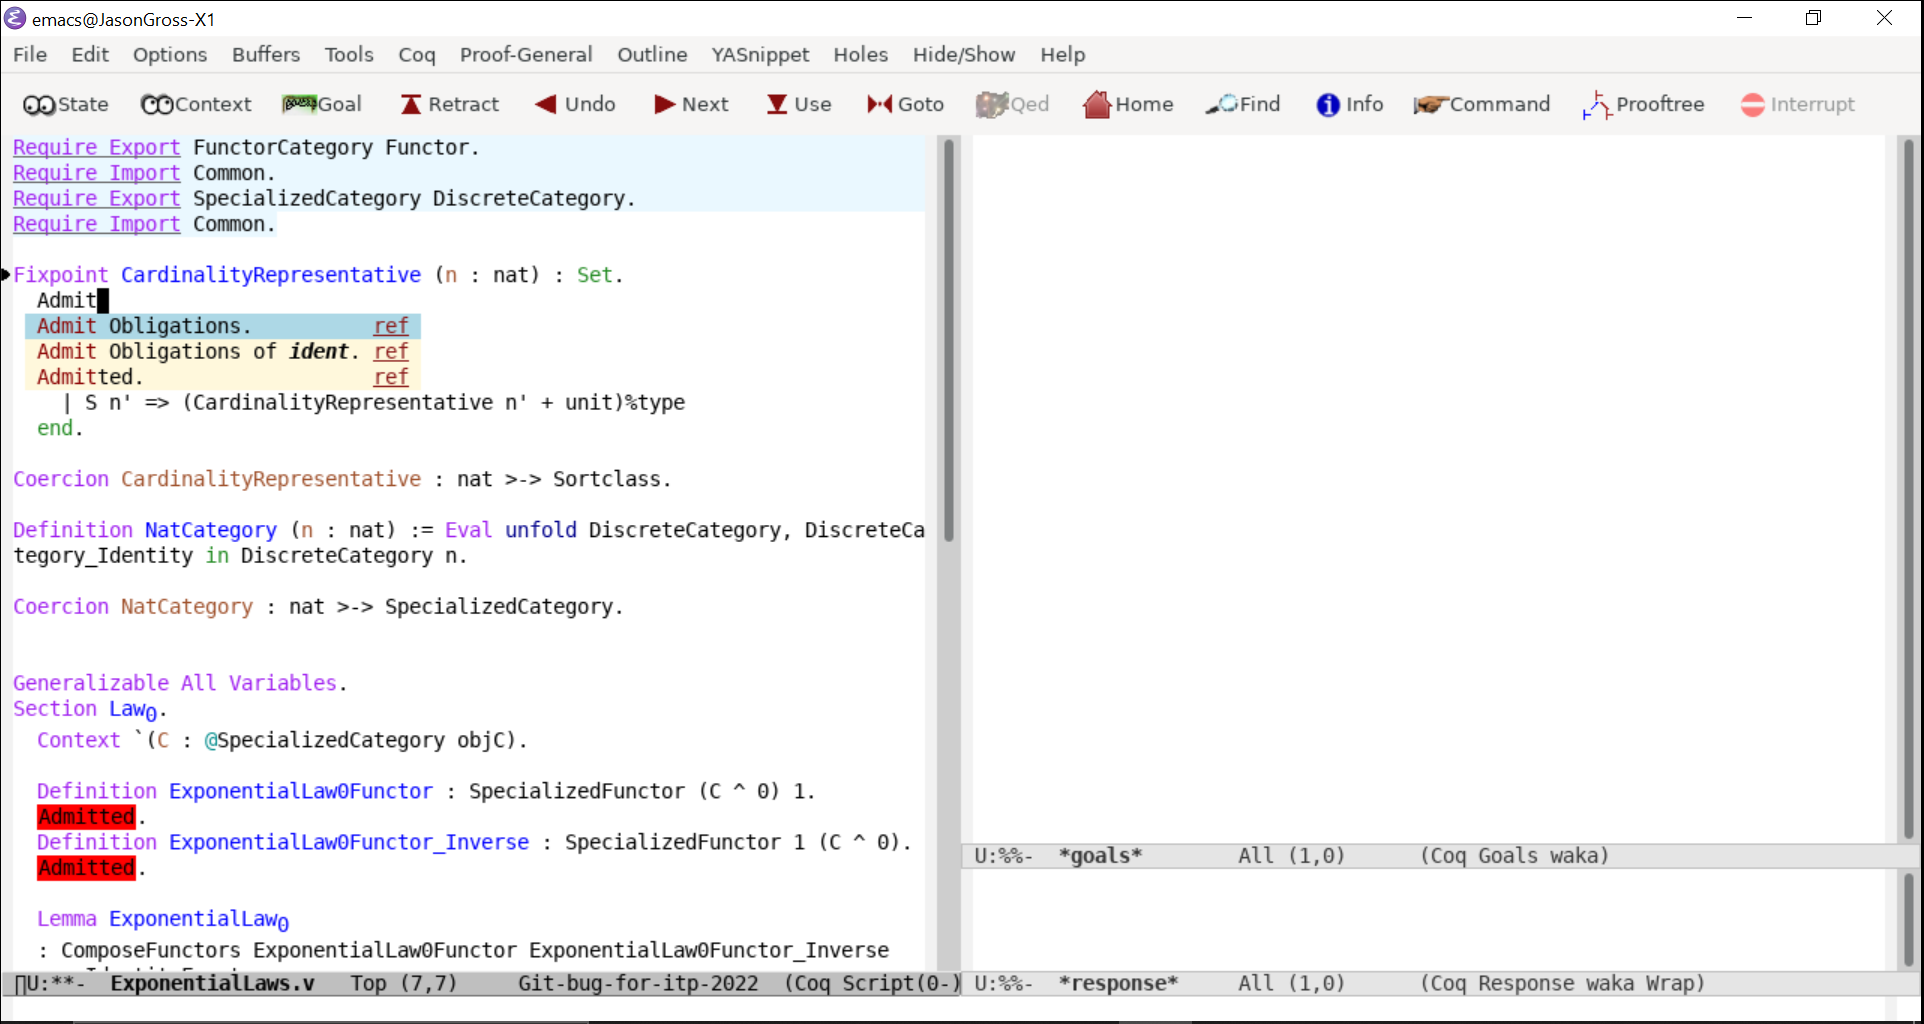 emacs@JasonGross-X1
File Edit Options Buffers Tools Coq Proof-General Outline YASnippet Holes Hide/Show Help
State Context Goal Retract Undo Next Use Goto Qed Home Find Info Command Prooftree Interrupt
Require Export FunctorCategory Functor.
Require Import Common.
Require Export SpecializedCategory DiscreteCategory.
Require Import Common.
Fixpoint CardinalityRepresentative (n : nat) : Set.
Admit
Admit Obligations. ref
Admit Obligations of ident. ref
Admitted. ref
| S n' => (CardinalityRepresentative n' + unit)%type
end.
Coercion CardinalityRepresentative : nat >-> Sortclass.
Definition NatCategory (n : nat) := Eval unfold DiscreteCategory, DiscreteCa
tegory_Identity in DiscreteCategory n.
Coercion NatCategory : nat >-> SpecializedCategory.
Generalizable All Variables.
Section Law0.
Context `(C : @SpecializedCategory objC).
Definition ExponentialLaw0Functor : SpecializedFunctor (C ^ 0) 1.
Admitted.
Definition ExponentialLaw0Functor_Inverse : SpecializedFunctor 1 (C ^ 0).
Admitted.
Lemma ExponentialLaw0
: ComposeFunctors ExponentialLaw0Functor ExponentialLaw0Functor_Inverse
U:**- ExponentialLaws.v Top (7,7) Git-bug-for-itp-2022 (Coq Script(0-)
U:%%- *goals* All (1,0) (Coq Goals waka)
U:%%- *response* All (1,0) (Coq Response waka Wrap)